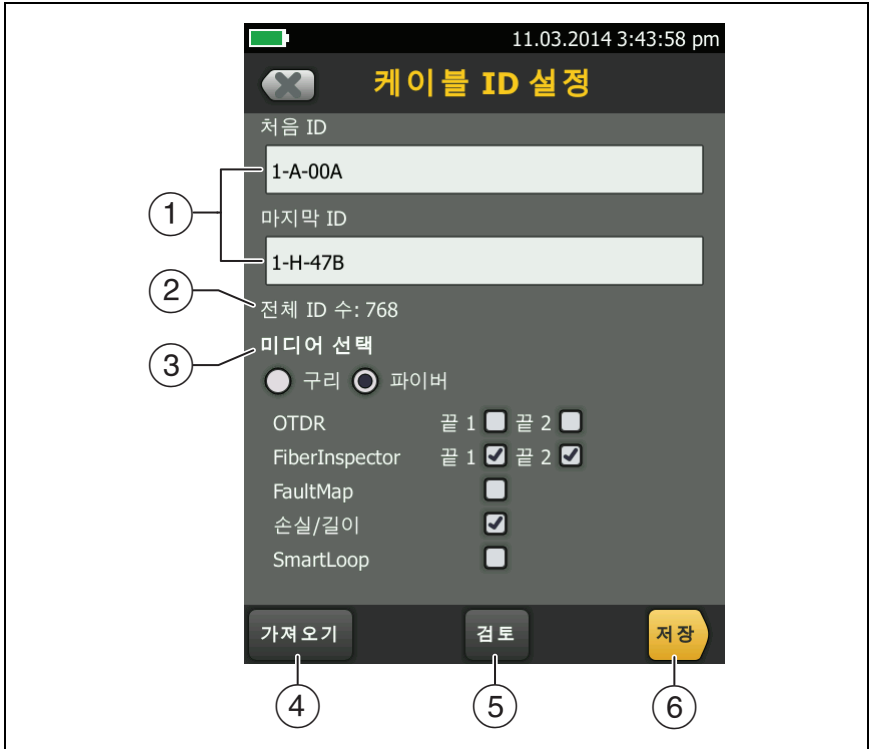 11.03.2014 3:43:58 pm
케이블 ID 설정
처음 ID
1-A-00A
1
마지막 ID
1-H-47B
2
전체 ID 수: 768
3
미디어 선택
구리 파이버
OTDR 끝 1 끝 2
FiberInspector 끝 1 끝 2
FaultMap
손실/길이
SmartLoop
가져오기 검토 저장
4 5 6